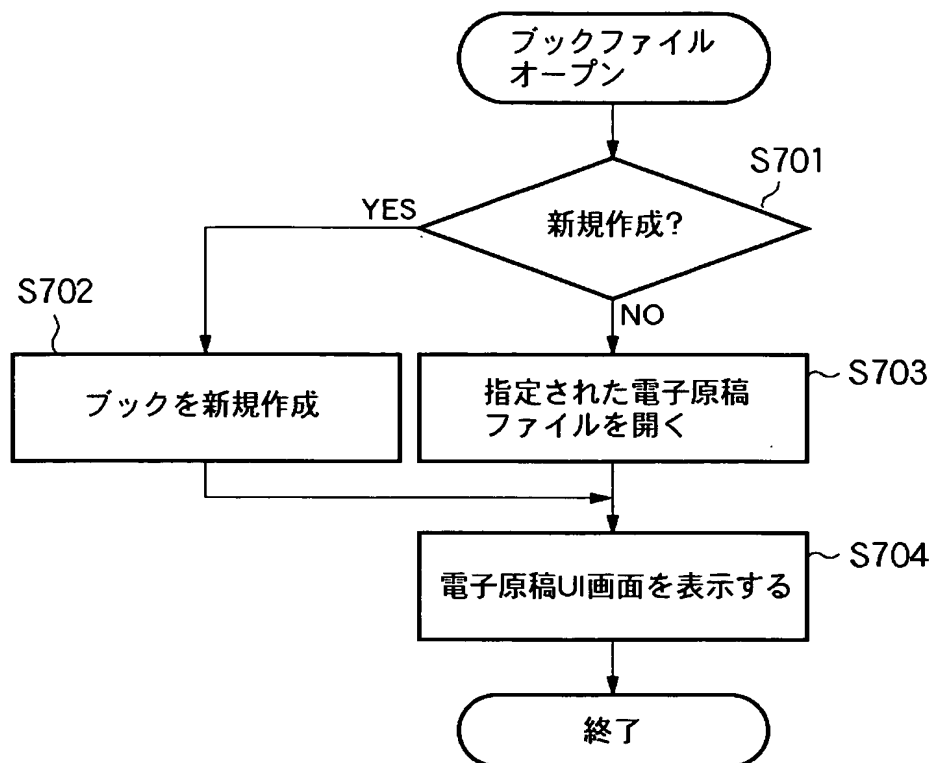 ブックファイル
オープン
S701
YES
新規作成?
S702
NO
ブックを新規作成
指定された電子原稿
ファイルを開く
S703
S704
電子原稿UI画面を表示する
終了